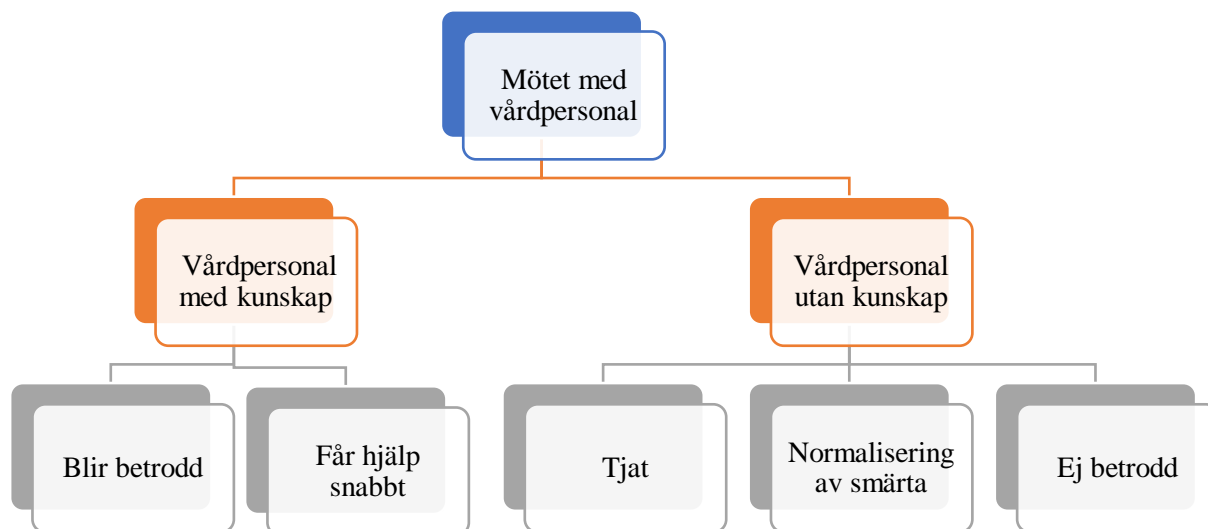 Mötet med
vårdpersonal
Vårdpersonal
med kunskap
Vårdpersonal
utan kunskap
Blir betrodd
Får hjälp
snabbt
Tjat
Normalisering
av smärta
Ej betrodd